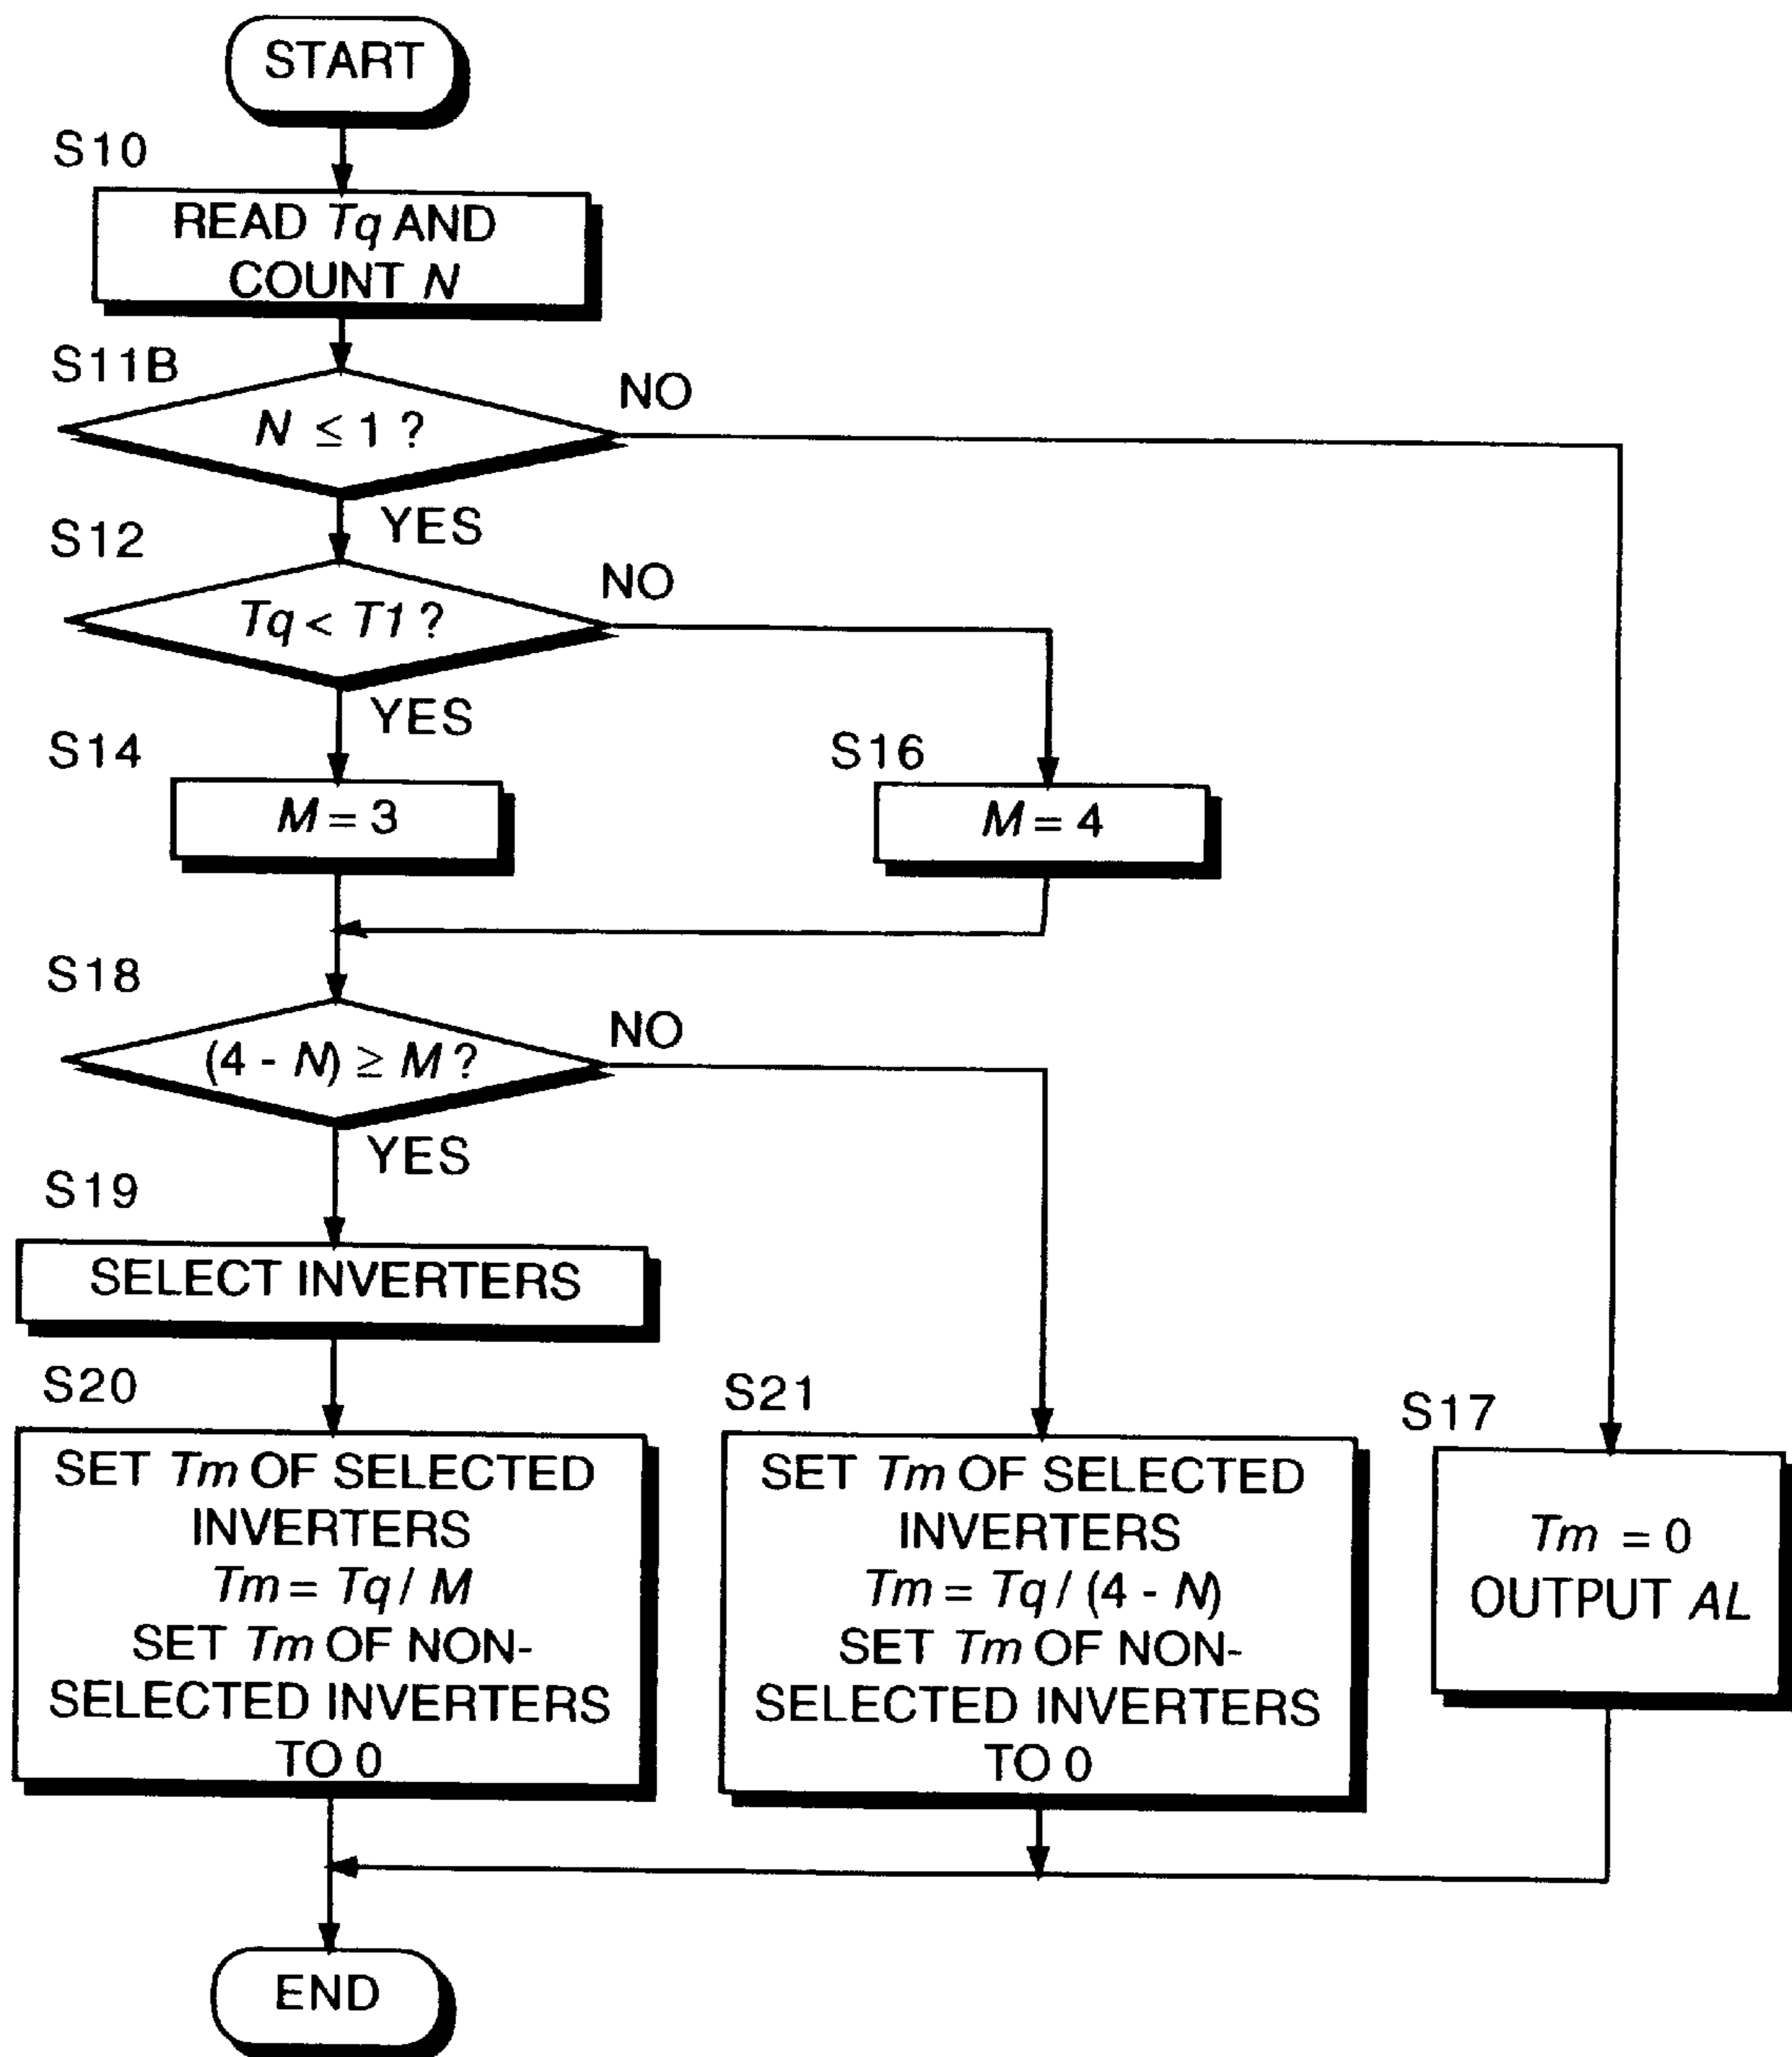 START
S10
READ Tq AND
COUNT N
S11B
N ≤ 1 ?
NO
YES
S12
Tq < T1 ?
NO
YES
S14
M = 3
S16
M = 4
S18
(4 - N) ≥ M ?
NO
YES
S19
SELECT INVERTERS
S20
SET Tm OF SELECTED
INVERTERS
Tm = Tq / M
SET Tm OF NON-
SELECTED INVERTERS
TO 0
S21
SET Tm OF SELECTED
INVERTERS
Tm = Tq / (4 - N)
SET Tm OF NON-
SELECTED INVERTERS
TO 0
S17
Tm = 0
OUTPUT AL
END